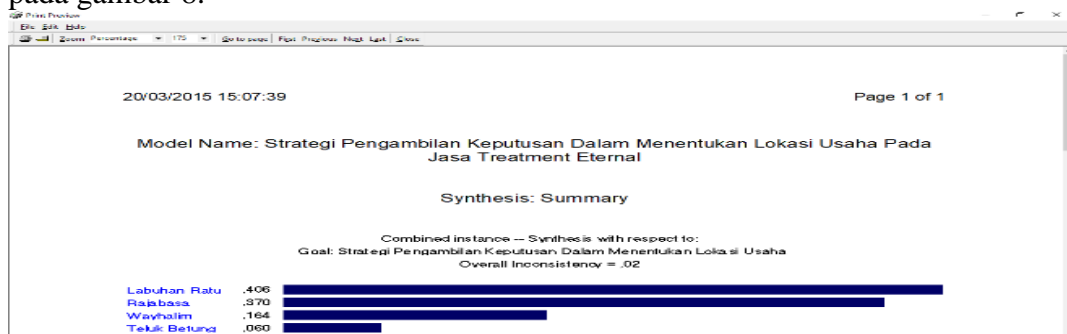 pada gambar 6.
Print Preview
File Edit Help
Zoom Percentage 175 Go to page First Previous Next Last Close
20/03/2015 15:07:39 Page 1 of 1
Model Name: Strategi Pengambilan Keputusan Dalam Menentukan Lokasi Usaha Pada
Jasa Treatment Eternal
Synthesis: Summary
Combined instance -- Synthesis with respect to:
Goal: Strategi Pengambilan Keputusan Dalam Menentukan Lokasi Usaha
Overall Inconsistency = .02
Labuhan Ratu .406
Rajabasa .370
Wayhalim .164
Teluk Betung .060